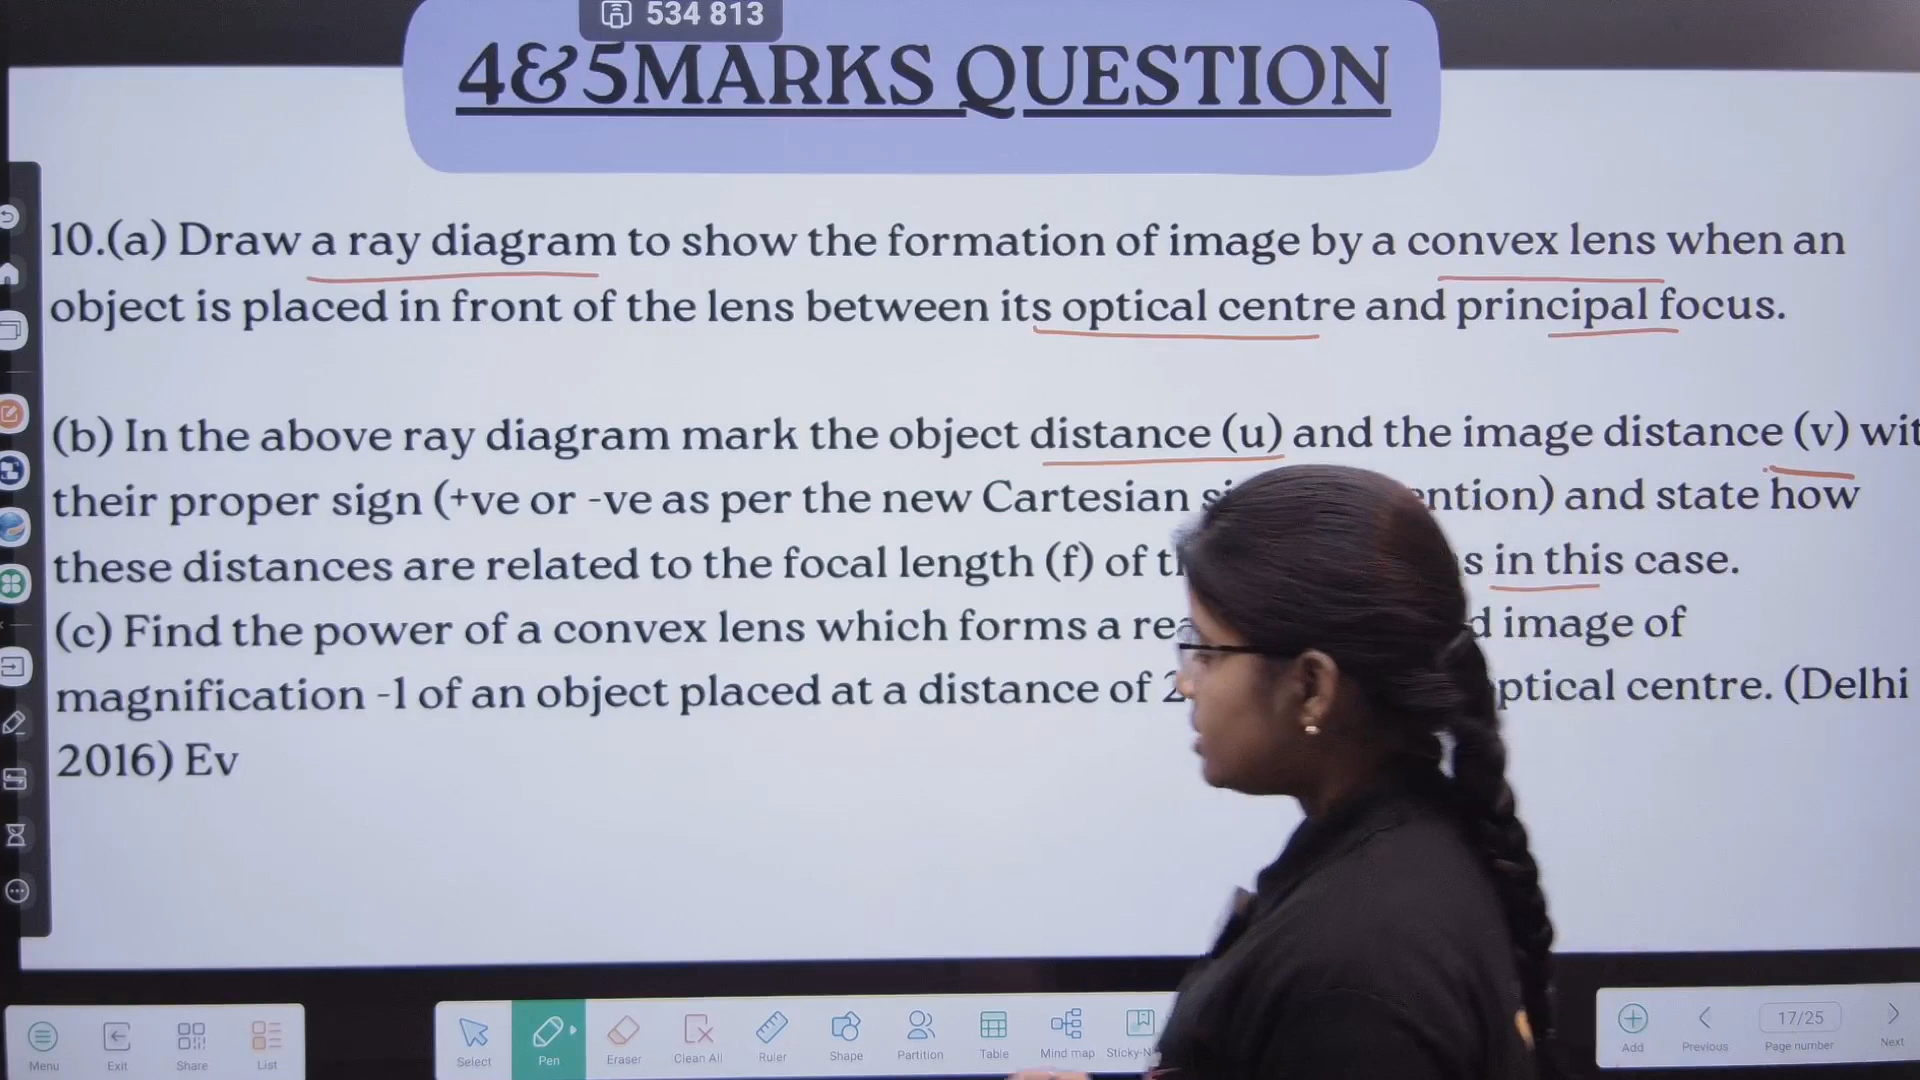 534 813
4&5MARKS QUESTION
10.(a) Draw a ray diagram to show the formation of image by a convex lens when an
object is placed in front of the lens between its optical centre and principal focus.
(b) In the above ray diagram mark the object distance (u) and the image distance (v)
their proper sign (+ve or -ve as per the new Cartesian and state how
these distances are related to the focal length (f) of in this case.
(c) Find the power of a convex lens which forms a image of
magnification -1 of an object placed at a distance of centre. (Delhi
2016) Ev
Menu
Exit
Share
List
Select
Pen
Eraser
Clean All
Ruler
Shape
Partition
Table
Mind map
Add
Previous
17/25
Page number
Next